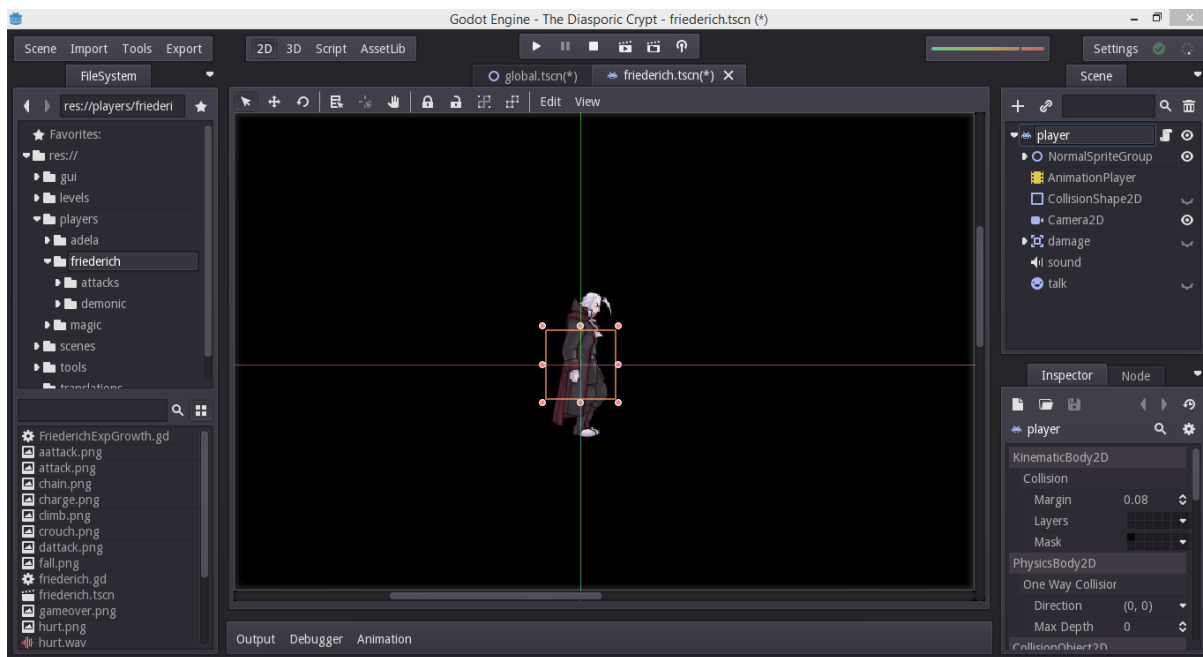 Godot Engine - The Diasporic Crypt - friederich.tscn (*)
Scene Import Tools Export
2D 3D Script AssetLib
Settings
FileSystem
global.tscn(*)
friederich.tscn(*)
Scene
res://players/friederi
Edit View
Favorites:
res://
gui
levels
players
adela
friederich
attacks
demonic
magic
scenes
tools
translations
FriederichExpGrowth.gd
aattack.png
attack.png
chain.png
charge.png
climb.png
crouch.png
dattack.png
fall.png
friederich.gd
friederich.tscn
gameover.png
hurt.png
hurt.wav
Output Debugger Animation
player
NormalSpriteGroup
AnimationPlayer
CollisionShape2D
Camera2D
damage
sound
talk
Inspector Node
player
KinematicBody2D
Collision
Margin 0.08
Layers
Mask
PhysicsBody2D
One Way Collisior
Direction (0, 0)
Max Depth 0
CollisionObject2D